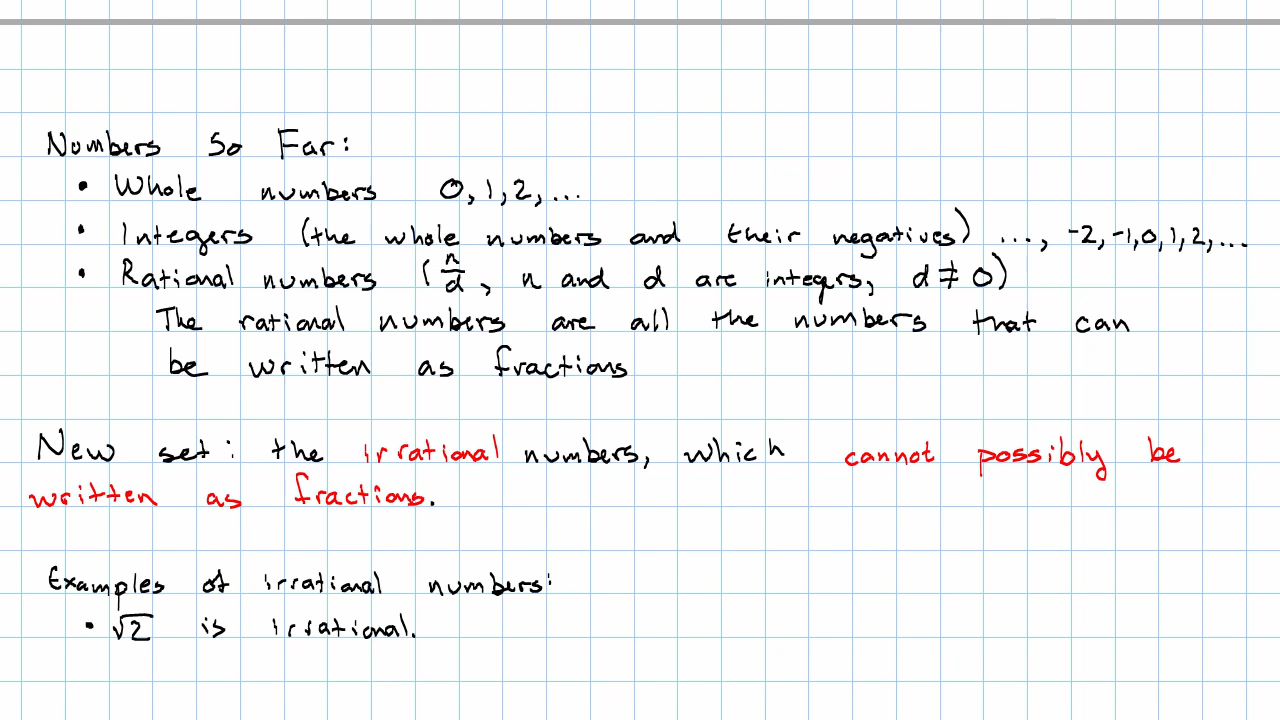 Numbers So Far:
• Whole numbers 0, 1, 2, ...
• Integers (the whole numbers and their negatives) ..., -2, -1, 0, 1, 2, ...
• Rational numbers (n/d, n and d are integrs, d ≠ 0)
The rational numbers are all the numbers that can
be written as fractions
New set: the irrational numbers, which cannot possibly be
written as fractions.
Examples of irrational numbers:
• √2 is irrational.